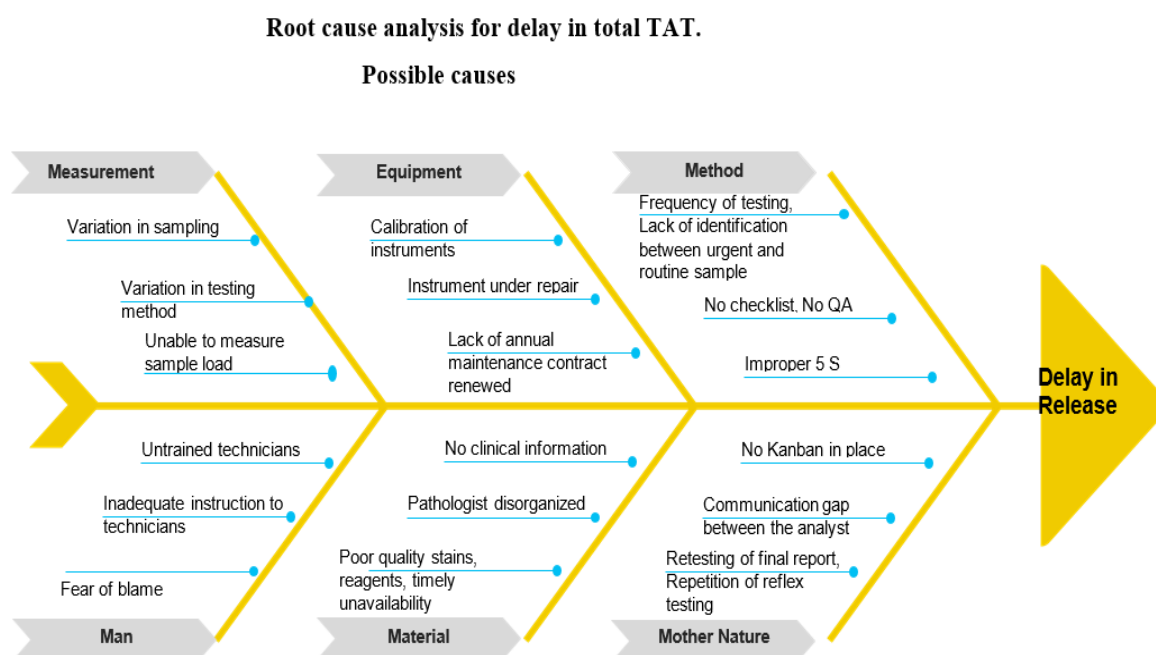 Root cause analysis for delay in total TAT.
Possible causes
Measurement
Variation in sampling
Variation in testing
method
Unable to measure
sample load
Equipment
Calibration of
instruments
Instrument under repair
Lack of annual
maintenance contract
renewed
Method
Frequency of testing,
Lack of identification
between urgent and
routine sample
No checklist, No QA
Improper 5 S
Delay in
Release
Untrained technicians
Inadequate instruction to
technicians
Fear of blame
Man
No clinical information
Pathologist disorganized
Poor quality stains,
reagents, timely
unavailability
Material
No Kanban in place
Communication gap
between the analyst
Retesting of final report,
Repetition of reflex
testing
Mother Nature